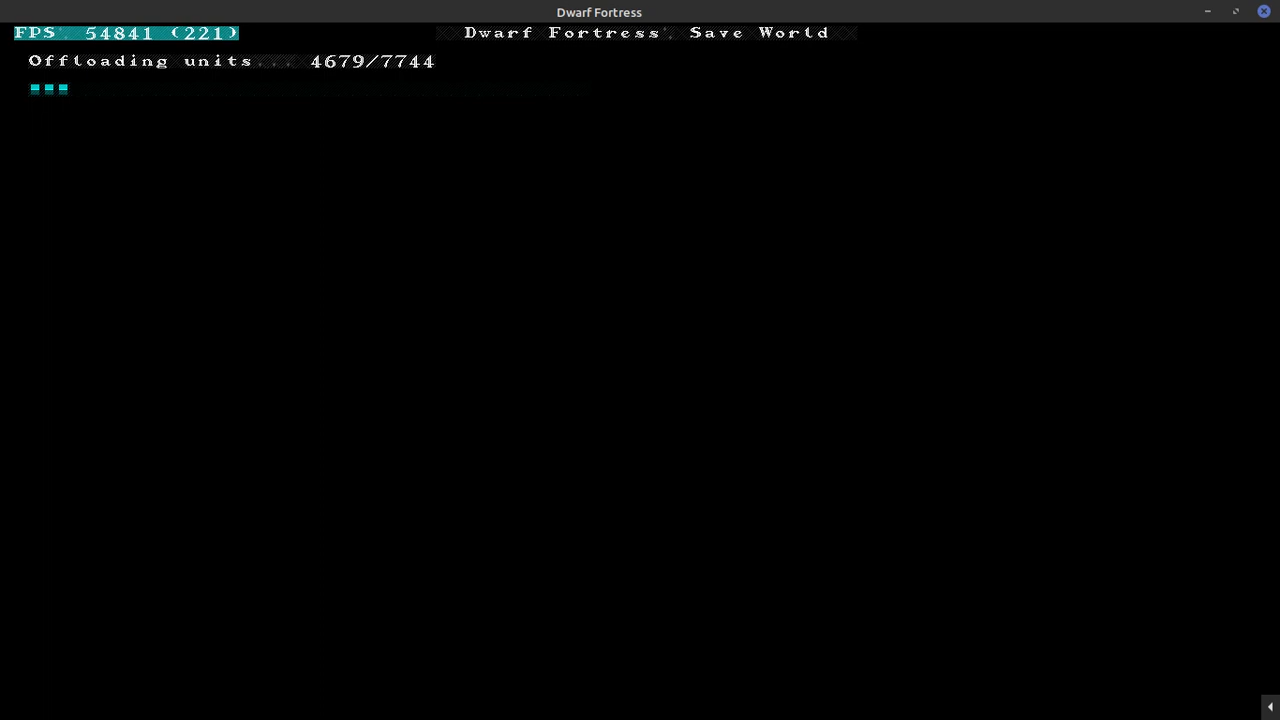 Dwarf Fortress
FPS: 54841 (221)
Dwarf Fortress: Save World
Offloading units... 4679/7744